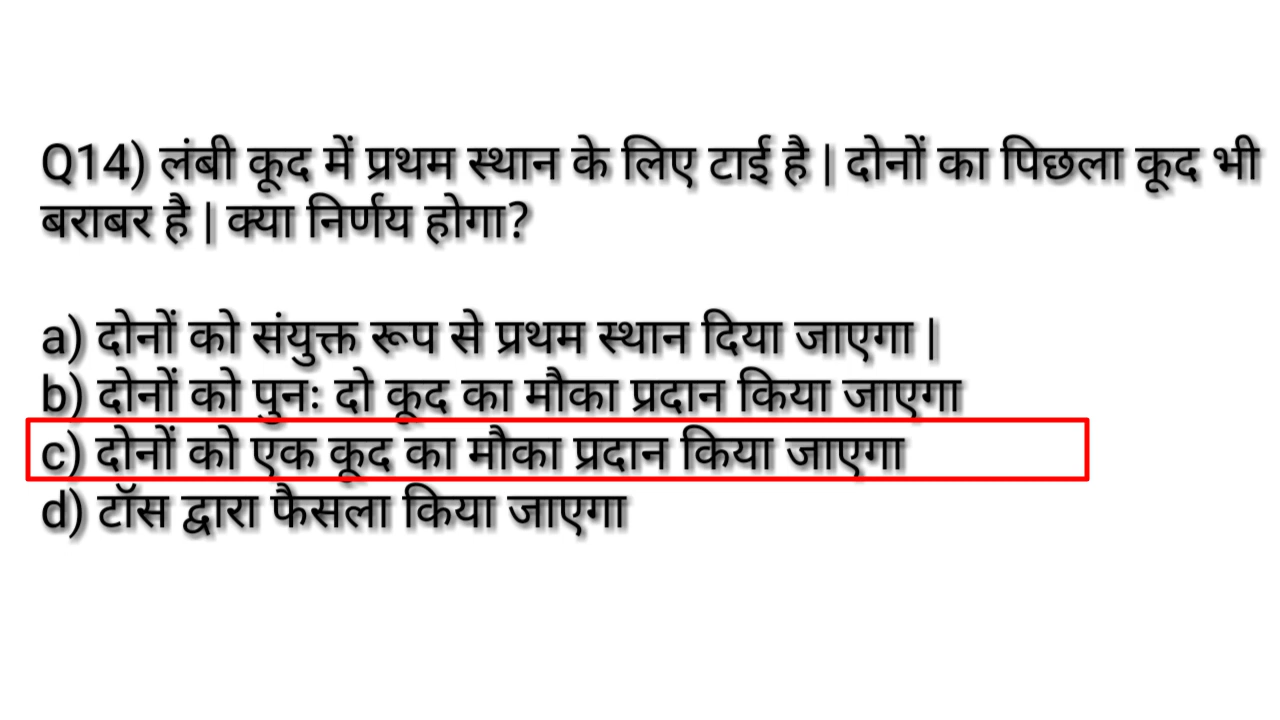 Q14) लंबी कूद में प्रथम स्थान के लिए टाई है | दोनों का पिछला कूद भी
बराबर है | क्या निर्णय होगा?
a) दोनों को संयुक्त रूप से प्रथम स्थान दिया जाएगा |
b) दोनों को पुनः दो कूद का मौका प्रदान किया जाएगा
c) दोनों को एक कूद का मौका प्रदान किया जाएगा
d) टॉस द्वारा फैसला किया जाएगा